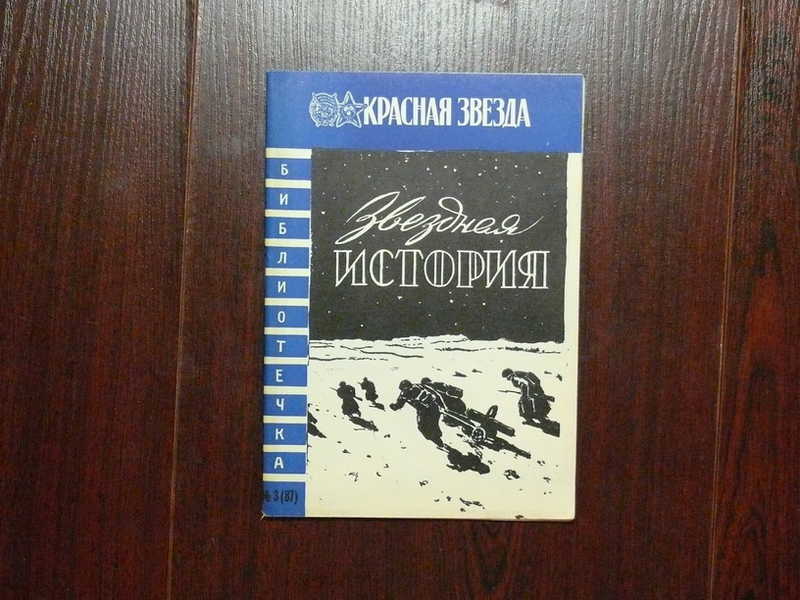 КРАСНАЯ ЗВЕЗДА
БИБЛИОТЕЧКА
№ 3 (87)
Звездная
ИСТОРИЯ